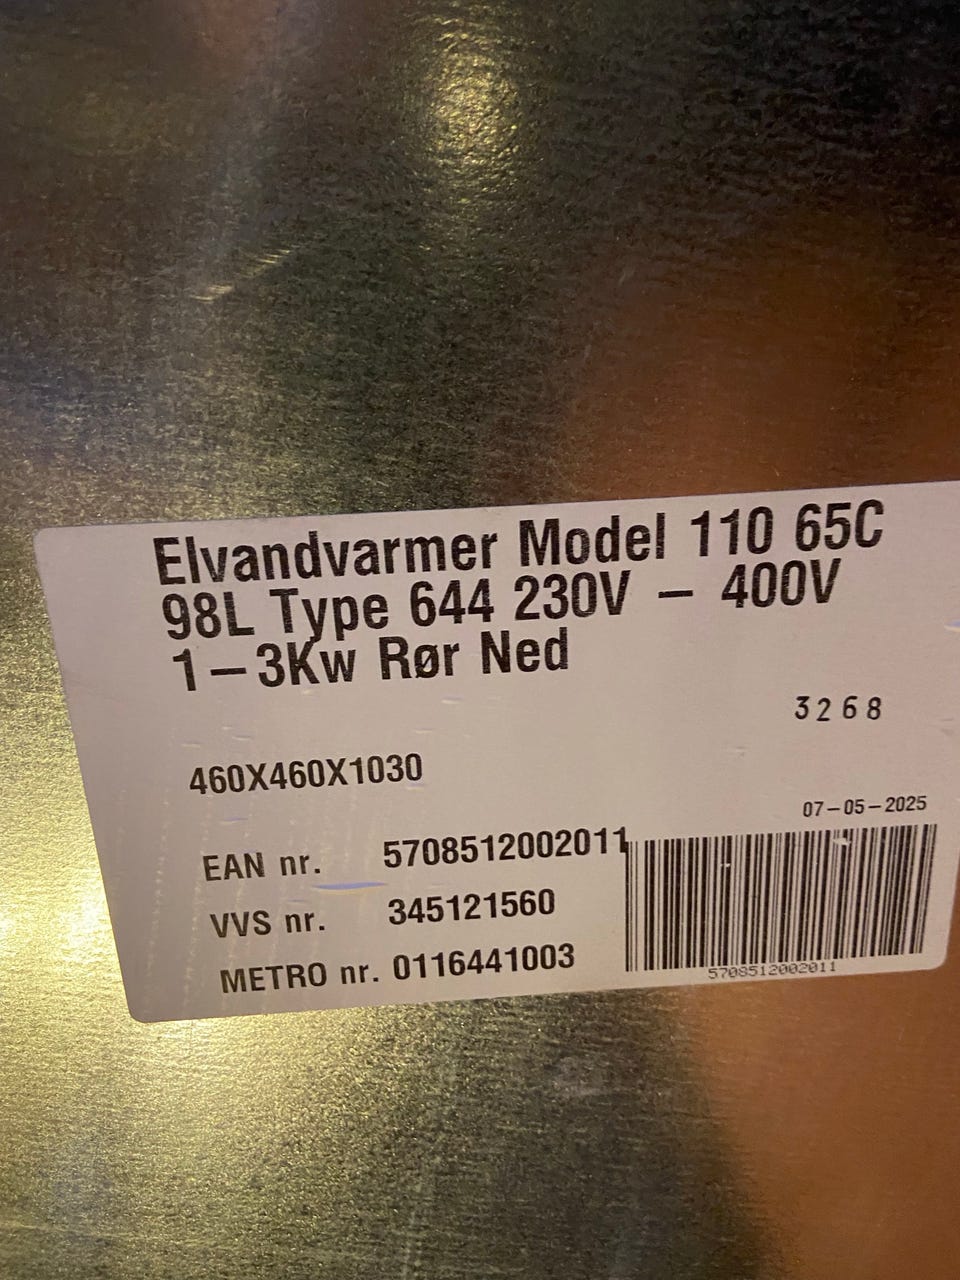 Elvandvarmer Model 110 65C
98L Type 644 230V – 400V
1–3Kw Rør Ned
3268
460X460X1030
07-05-2025
EAN nr. 5708512002011
VVS nr. 345121560
METRO nr. 0116441003
5708512002011